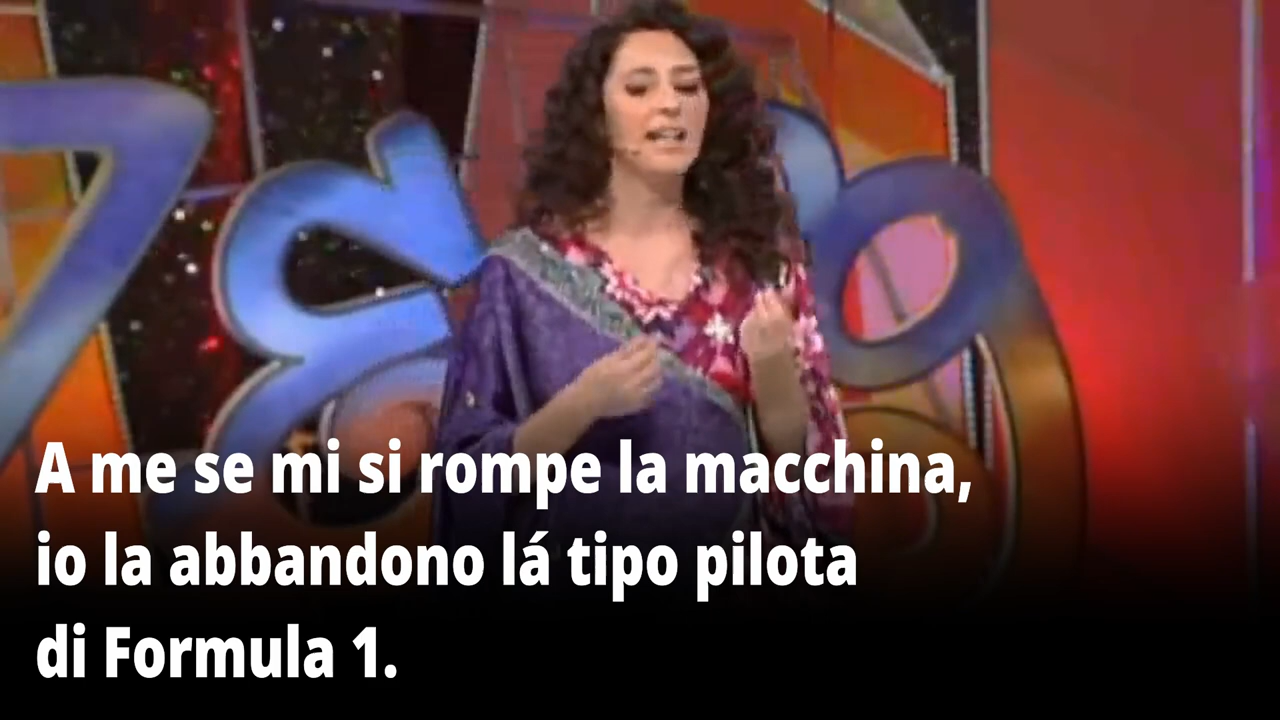 A me se mi si rompe la macchina,
io la abbandono lá tipo pilota
di Formula 1.